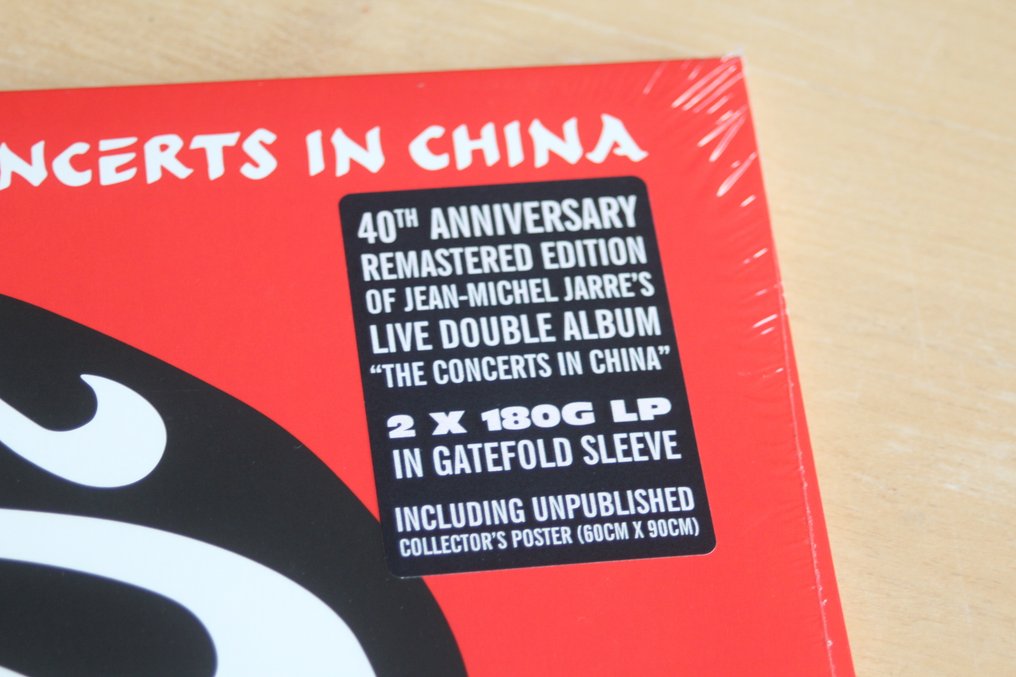 NCERTS IN CHINA
40TH ANNIVERSARY
REMASTERED EDITION
OF JEAN-MICHEL JARRE'S
LIVE DOUBLE ALBUM
"THE CONCERTS IN CHINA"
2 X 180G LP
IN GATEFOLD SLEEVE
INCLUDING UNPUBLISHED
COLLECTOR'S POSTER (60CM X 90CM)